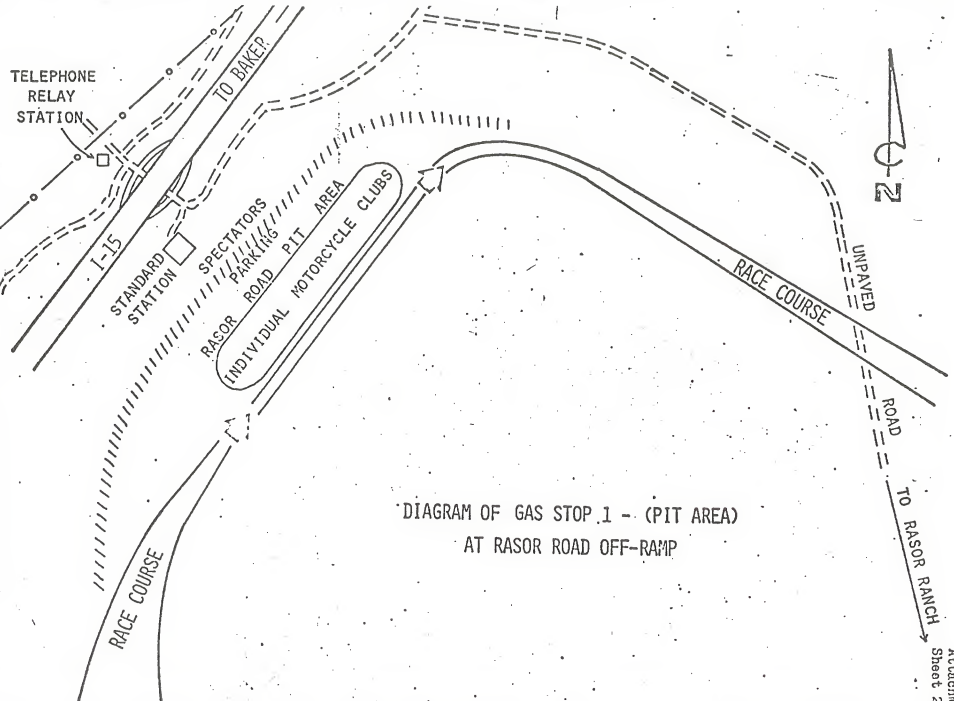 TELEPHONE
RELAY
STATION
TO BAKER
I-15
STANDARD
STATION
SPECTATORS
PARKING
RASOR ROAD PIT AREA
INDIVIDUAL MOTORCYCLE CLUBS
RACE COURSE
N
UNPAVED
ROAD
TO RASOR RANCH
RACE COURSE
DIAGRAM OF GAS STOP 1 - (PIT AREA)
AT RASOR ROAD OFF-RAMP
Sheet 2